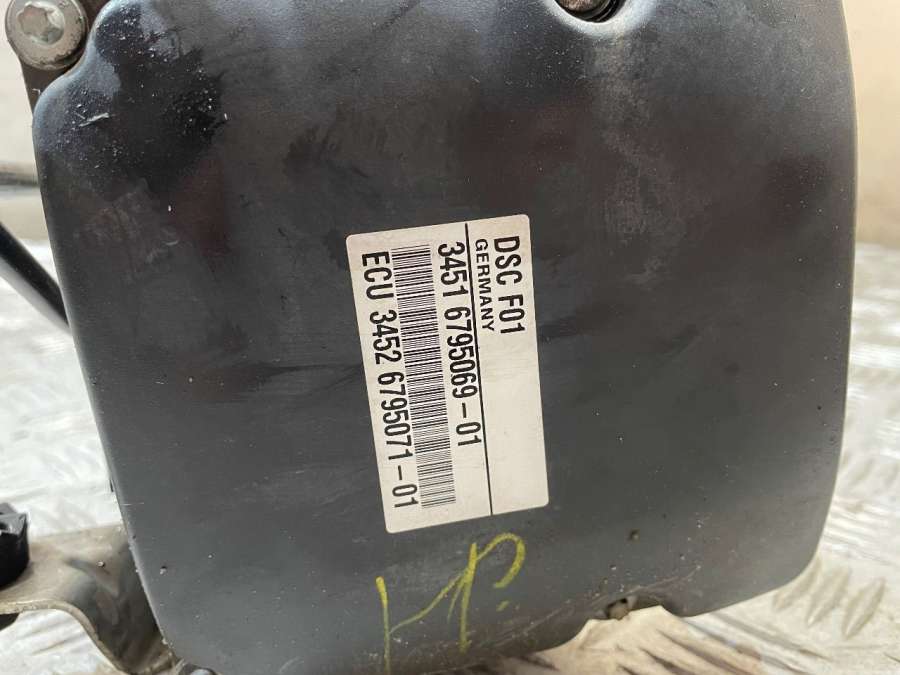 DSC F01
GERMANY
3451 6795069-01
ECU 3452 6795071-01